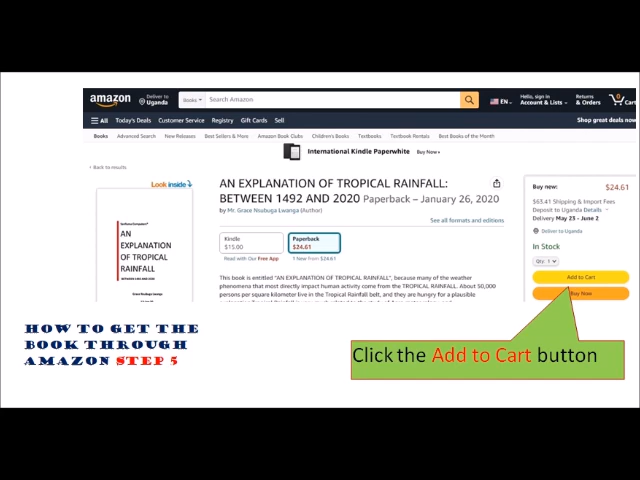 amazon
Deliver to
Uganda
Books
Search Amazon
EN
Hello, sign in
Account & Lists
Returns
& Orders
0
Cart
All Today's Deals Customer Service Registry Gift Cards Sell
Shop great deals now
Books Advanced Search New Releases Best Sellers & More Amazon Book Clubs Children's Books Textbooks Textbook Rentals Best Books of the Month
International Kindle Paperwhite Buy Now
Back to results
Look inside
AN EXPLANATION OF TROPICAL RAINFALL:
BETWEEN 1492 AND 2020 Paperback – January 26, 2020
by Mr. Grace Nsubuga Lwanga (Author)
See all formats and editions
AN
EXPLANATION
OF TROPICAL
RAINFALL
Kindle
$15.00
Paperback
$24.61
Read with Our Free App
1 New from $24.61
This book is entitled "AN EXPLANATION OF TROPICAL RAINFALL", because many of the weather
phenomena that most directly impact human activity come from the TROPICAL RAINFALL. About 50,000
persons per square kilometer live in the Tropical Rainfall belt, and they are hungry for a plausible
Buy new: $24.61
$63.41 Shipping & Import Fees
Deposit to Uganda Details
Delivery May 23 - June 2
Deliver to Uganda
In Stock
Qty: 1
Add to Cart
Buy Now
HOW TO GET THE
BOOK THROUGH
AMAZON STEP 5
Click the Add to Cart button